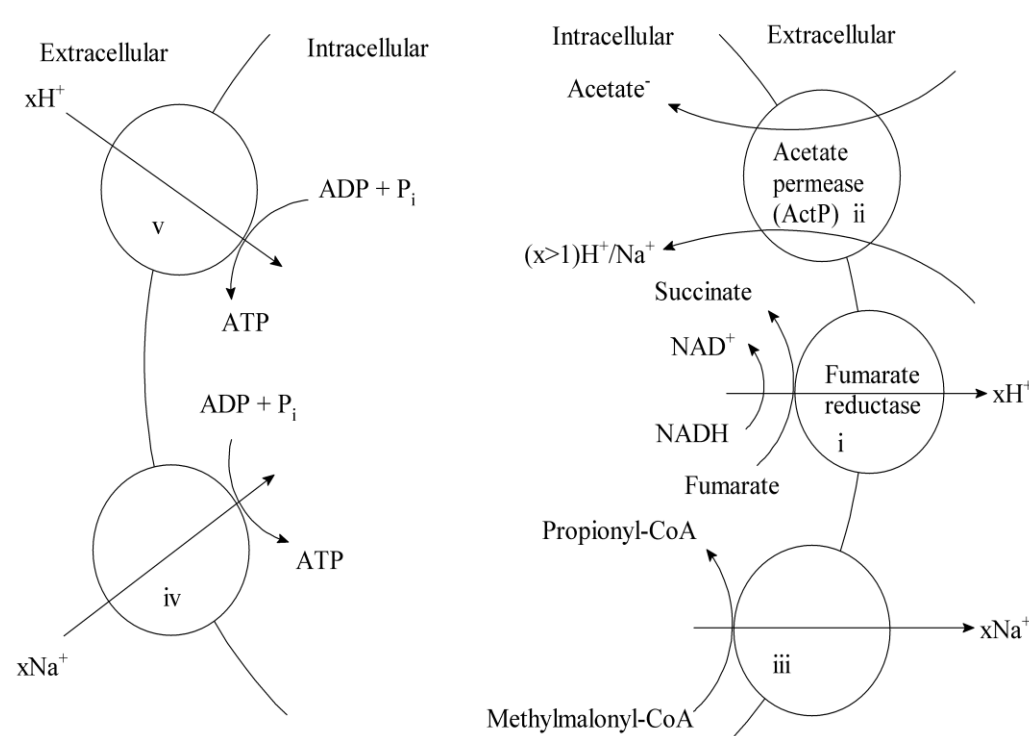 Extracellular
Intracellular
xH⁺
ADP + Pᵢ
v
ATP
ADP + Pᵢ
ATP
iv
xNa⁺
Intracellular
Extracellular
Acetate⁻
Acetate
permease
(ActP) ii
(x>1)H⁺/Na⁺
Succinate
NAD⁺
Fumarate
reductase
xH⁺
NADH
i
Fumarate
Propionyl-CoA
xNa⁺
iii
Methylmalonyl-CoA